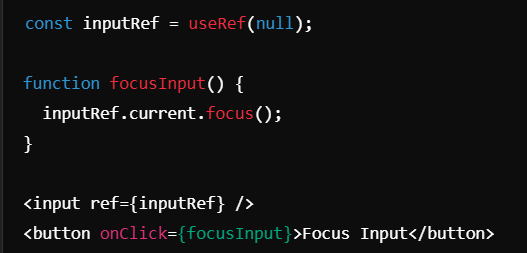 const inputRef = useRef(null);
function focusInput() {
inputRef.current.focus();
}
<input ref={inputRef} />
<button onClick={focusInput}>Focus Input</button>